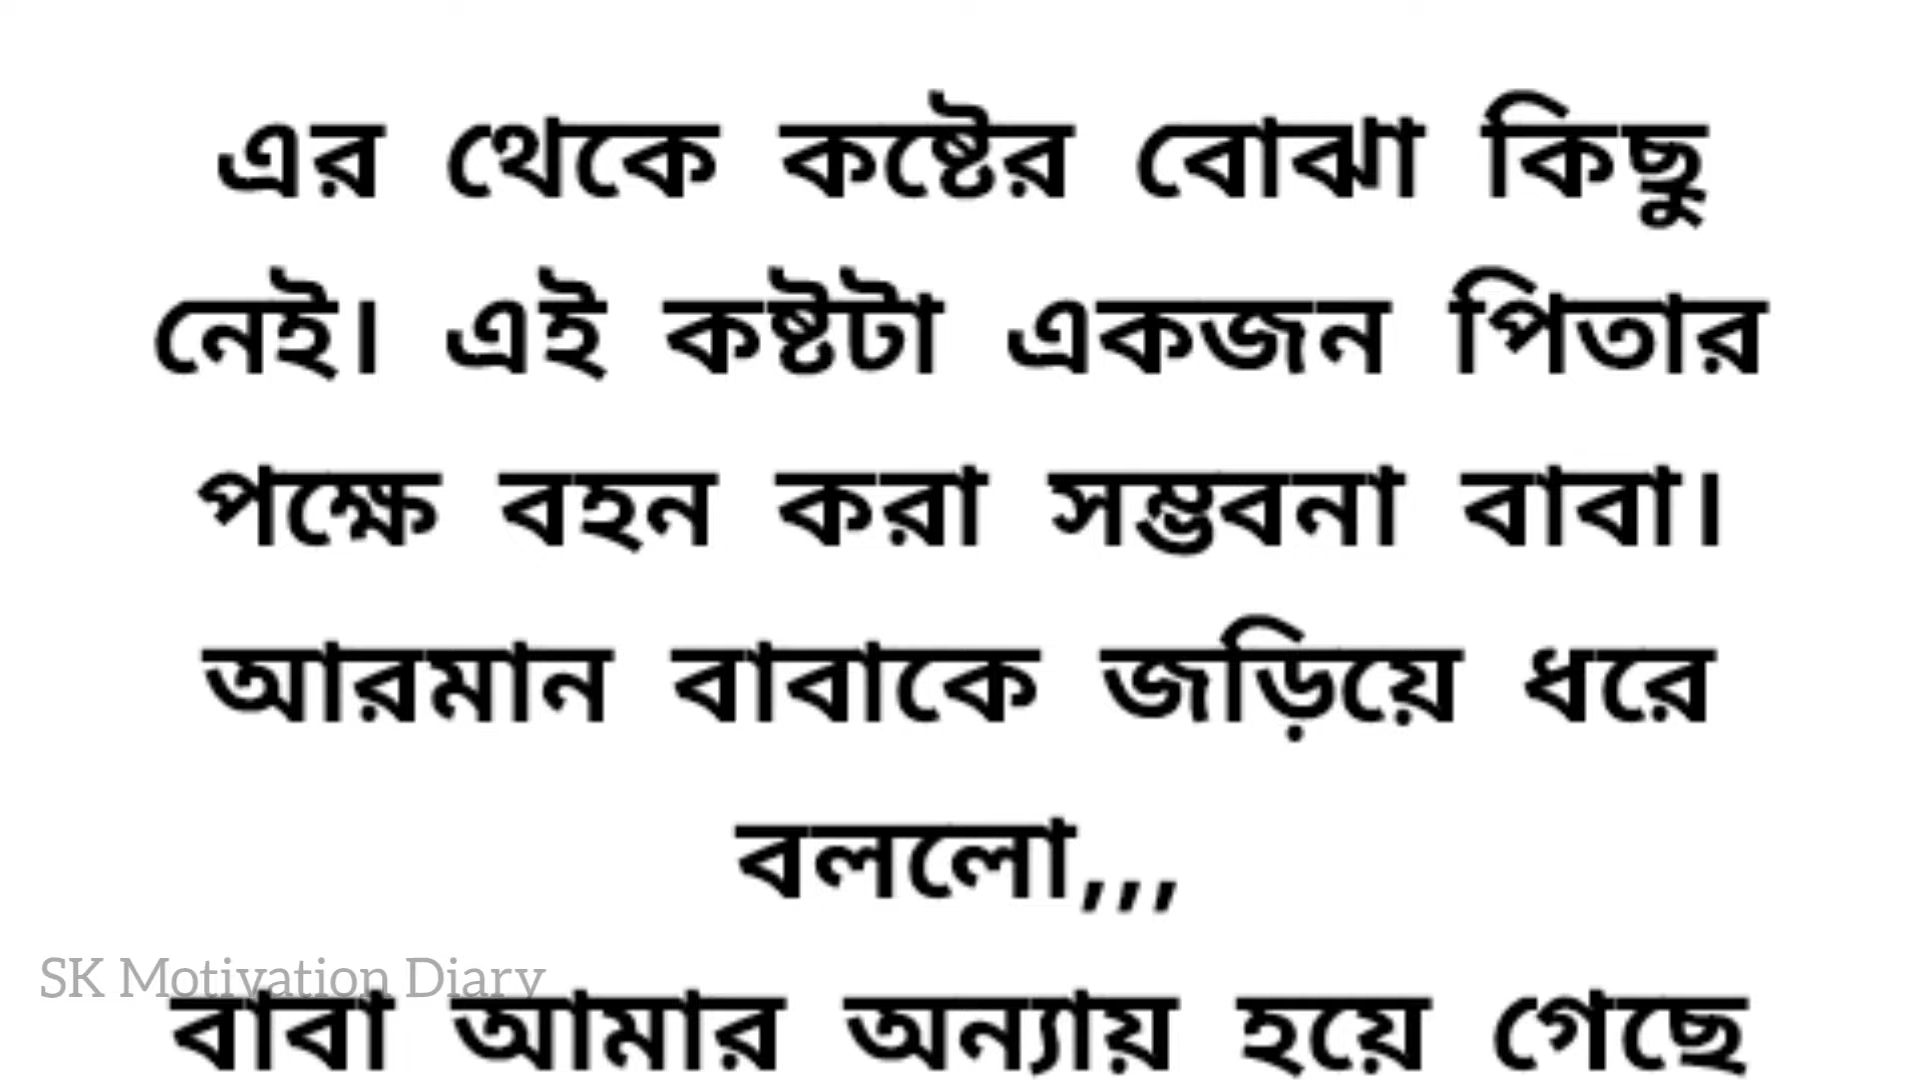 এর থেকে কষ্টের বোঝা কিছু
নেই। এই কষ্টটা একজন পিতার
পক্ষে বহন করা সম্ভবনা বাবা।
আরমান বাবাকে জড়িয়ে ধরে
বললো,,,
SK Motivation Diary
বাবা আমার অন্যায় হয়ে গেছে